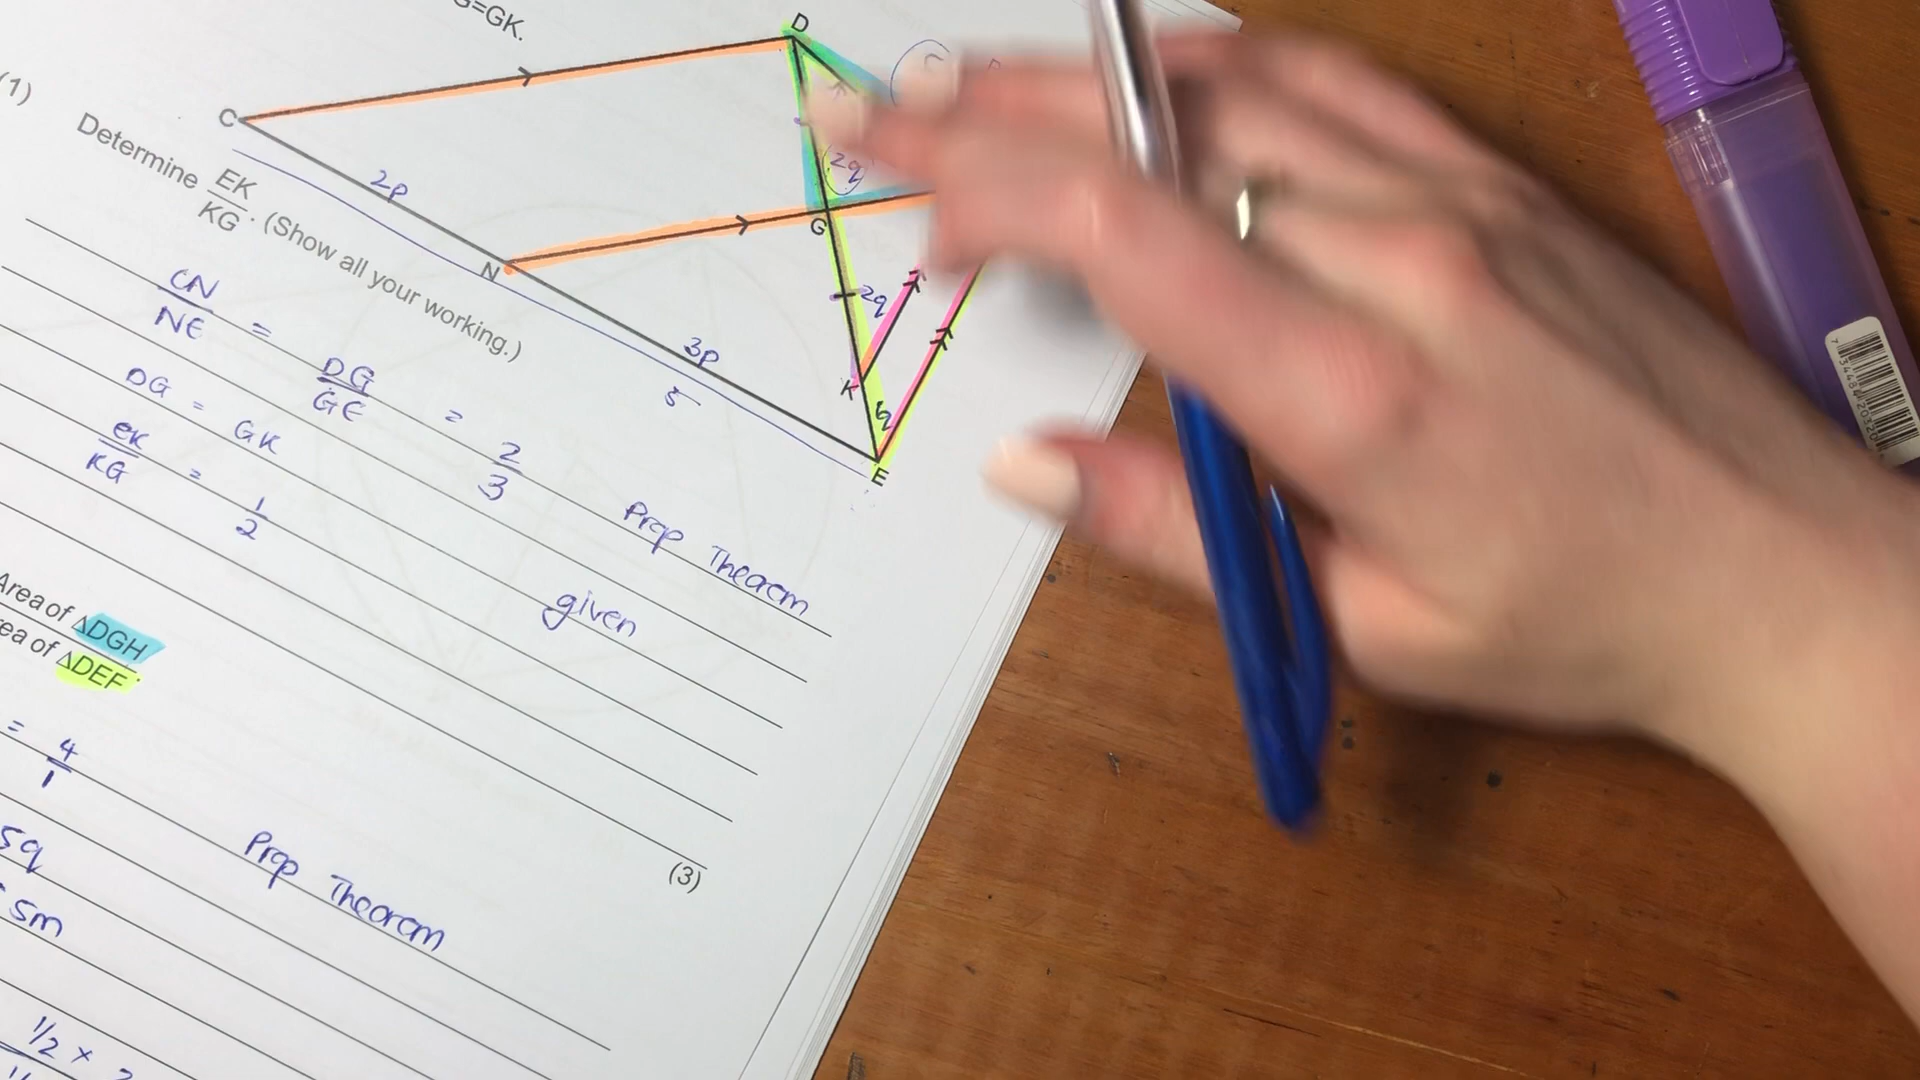 G=GK.
(1)
D
C
2p
2q
G
N
2q
3p
5
K
q
E
Determine EK/KG. (Show all your working.)
CN/NE = DG/GE = 2/3 Prop Theorem
DG = GK given
EK/KG = 1/2
(3)
Area of ΔDGH
ea of ΔDEF.
= 4/1 Prop Theorem
5q
5m
1/2 ×